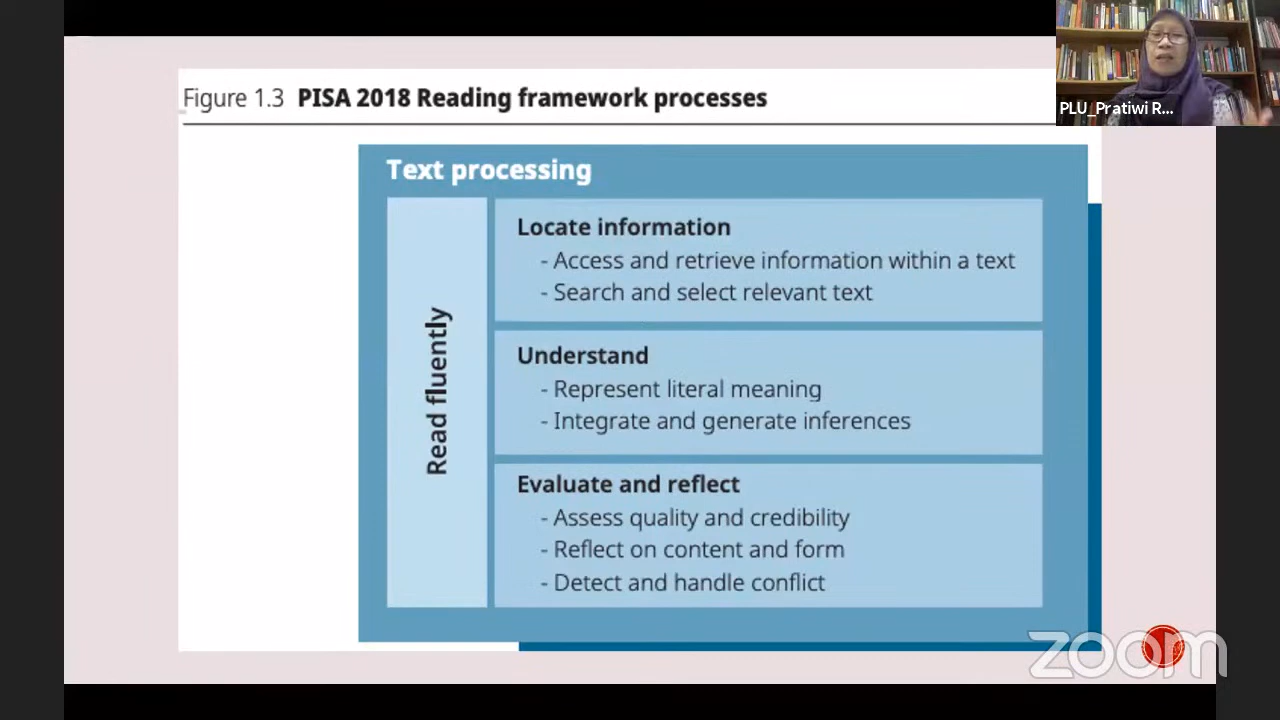 Figure 1.3 PISA 2018 Reading framework processes
PLU_Pratiwi R...
Text processing
Read fluently
Locate information
- Access and retrieve information within a text
- Search and select relevant text
Understand
- Represent literal meaning
- Integrate and generate inferences
Evaluate and reflect
- Assess quality and credibility
- Reflect on content and form
- Detect and handle conflict
zoom